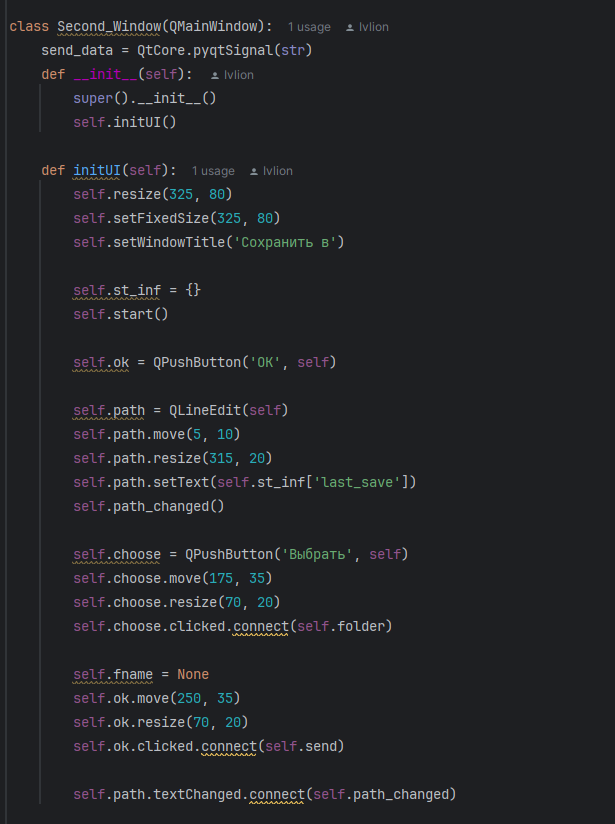 class Second_Window(QMainWindow): 1 usage lvlion
    send_data = QtCore.pyqtSignal(str)
    def __init__(self): lvlion
        super().__init__()
        self.initUI()

    def initUI(self): 1 usage lvlion
        self.resize(325, 80)
        self.setFixedSize(325, 80)
        self.setWindowTitle('Сохранить в')

        self.st_inf = {}
        self.start()

        self.ok = QPushButton('OK', self)

        self.path = QLineEdit(self)
        self.path.move(5, 10)
        self.path.resize(315, 20)
        self.path.setText(self.st_inf['last_save'])
        self.path_changed()

        self.choose = QPushButton('Выбрать', self)
        self.choose.move(175, 35)
        self.choose.resize(70, 20)
        self.choose.clicked.connect(self.folder)

        self.fname = None
        self.ok.move(250, 35)
        self.ok.resize(70, 20)
        self.ok.clicked.connect(self.send)

        self.path.textChanged.connect(self.path_changed)